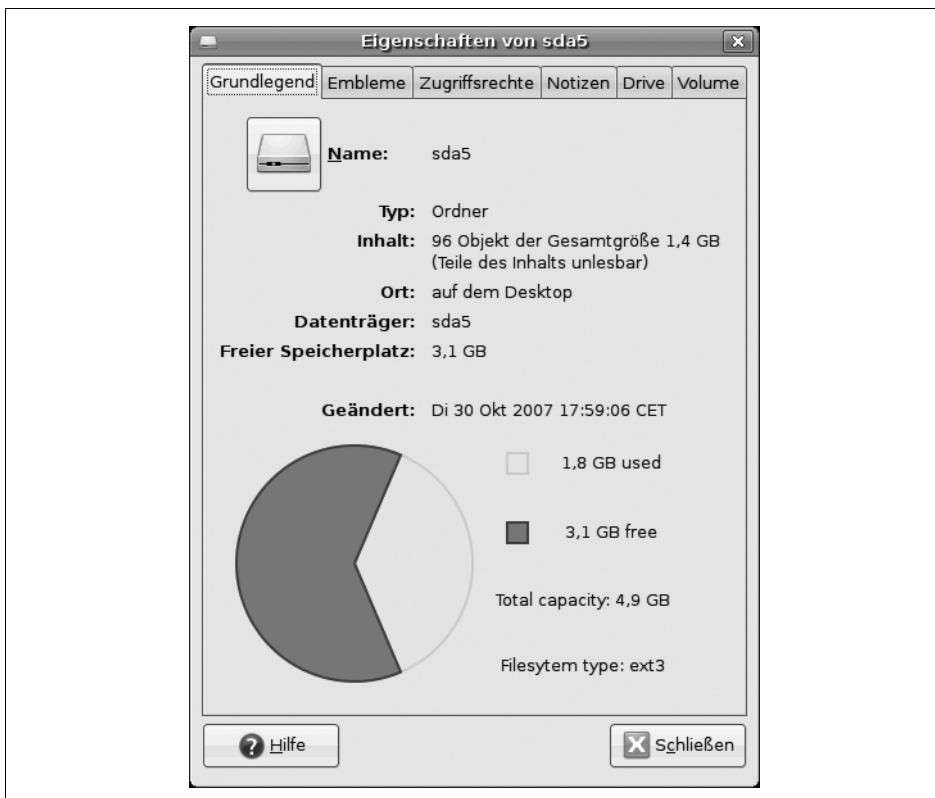 Eigenschaften von sda5
Grundlegend Embleme Zugriffsrechte Notizen Drive Volume
Name: sda5
Typ: Ordner
Inhalt: 96 Objekt der Gesamtgröße 1,4 GB
(Teile des Inhalts unlesbar)
Ort: auf dem Desktop
Datenträger: sda5
Freier Speicherplatz: 3,1 GB
Geändert: Di 30 Okt 2007 17:59:06 CET
1,8 GB used
3,1 GB free
Total capacity: 4,9 GB
Filesytem type: ext3
Hilfe Schließen